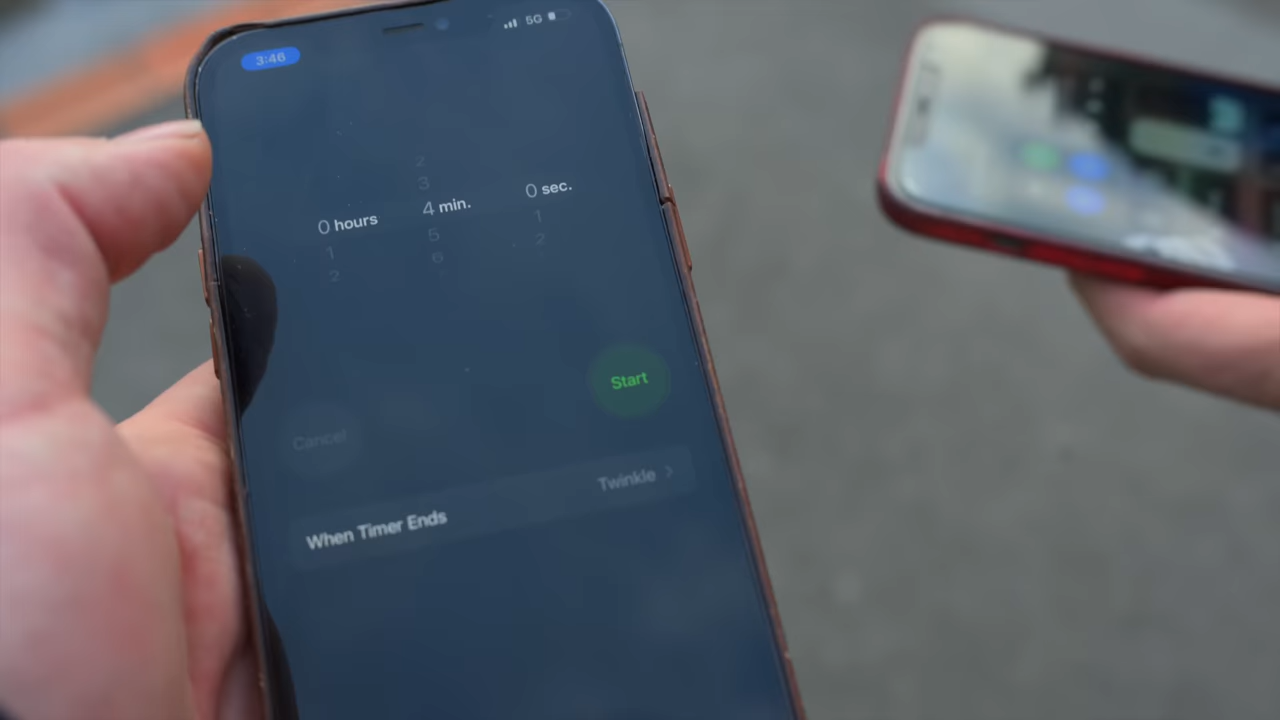 3:46
5G
2
3
0 hours 4 min. 0 sec.
1 5 1
2 6 2
Start
Cancel
When Timer Ends Twinkle